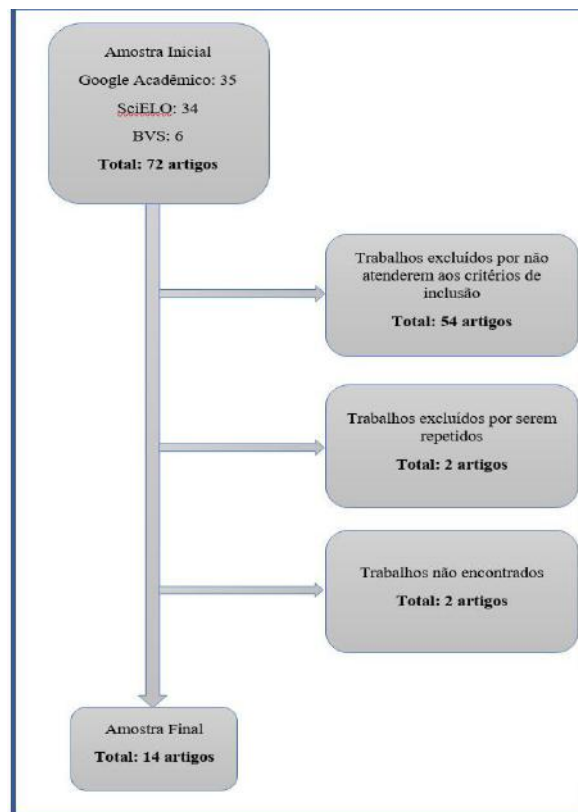 Amostra Inicial
Google Acadêmico: 35
SciELO: 34
BVS: 6
Total: 72 artigos
Trabalhos excluídos por não
atenderem aos critérios de
inclusão
Total: 54 artigos
Trabalhos excluídos por serem
repetidos
Total: 2 artigos
Trabalhos não encontrados
Total: 2 artigos
Amostra Final
Total: 14 artigos